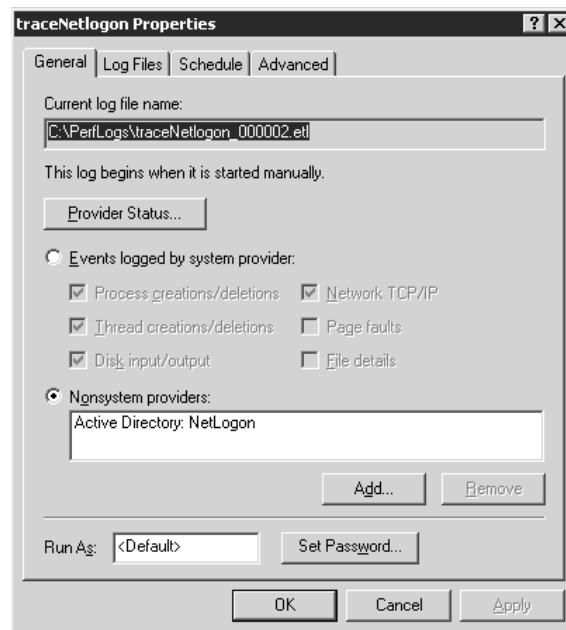 traceNetlogon Properties
General Log Files Schedule Advanced
Current log file name:
C:\PerfLogs\traceNetlogon_000002.etl
This log begins when it is started manually.
Provider Status...
Events logged by system provider:
Process creations/deletions Network TCP/IP
Thread creations/deletions Page faults
Disk input/output File details
Nonsystem providers:
Active Directory: NetLogon
Add... Remove
Run As: <Default> Set Password...
OK Cancel Apply